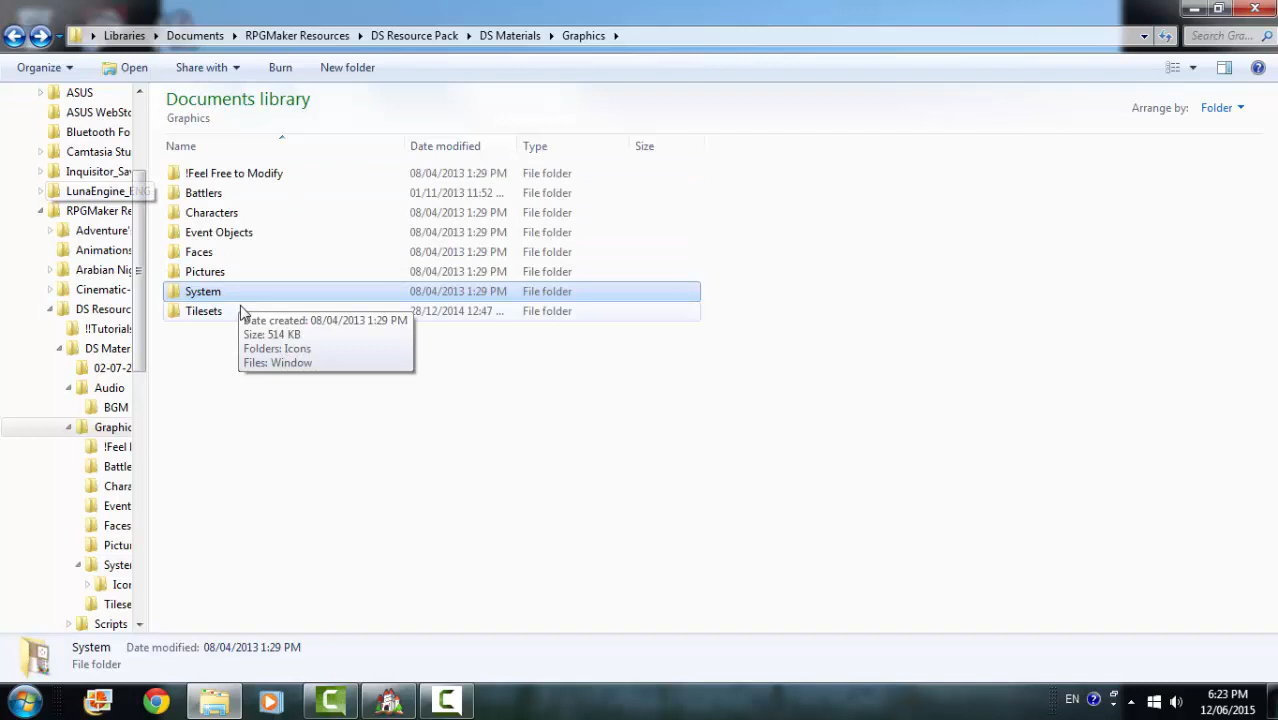 Libraries Documents RPGMaker Resources DS Resource Pack DS Materials Graphics
Search Gra...
Organize Open Share with Burn New folder
Documents library
Graphics
Arrange by: Folder
Name Date modified Type Size
!Feel Free to Modify 08/04/2013 1:29 PM File folder
Battlers 01/11/2013 11:52 ... File folder
Characters 08/04/2013 1:29 PM File folder
Event Objects 08/04/2013 1:29 PM File folder
Faces 08/04/2013 1:29 PM File folder
Pictures 08/04/2013 1:29 PM File folder
System 08/04/2013 1:29 PM File folder
Tilesets 28/12/2014 12:47 ... File folder
Date created: 08/04/2013 1:29 PM
Size: 514 KB
Folders: Icons
Files: Window
ASUS
ASUS WebSto
Bluetooth Fo
Camtasia Stu
Inquisitor_Sav
LunaEngine_ENG
RPGMaker Re
Adventure'
Animations
Arabian Nig
Cinematic-
DS Resourc
!!Tutorials
DS Mater
02-07-2
Audio
BGM
Graphic
!Feel I
Battle
Chara
Event
Faces
Pictur
Syste
Icon
Tilese
Scripts
System Date modified: 08/04/2013 1:29 PM
File folder
EN
6:23 PM
12/06/2015